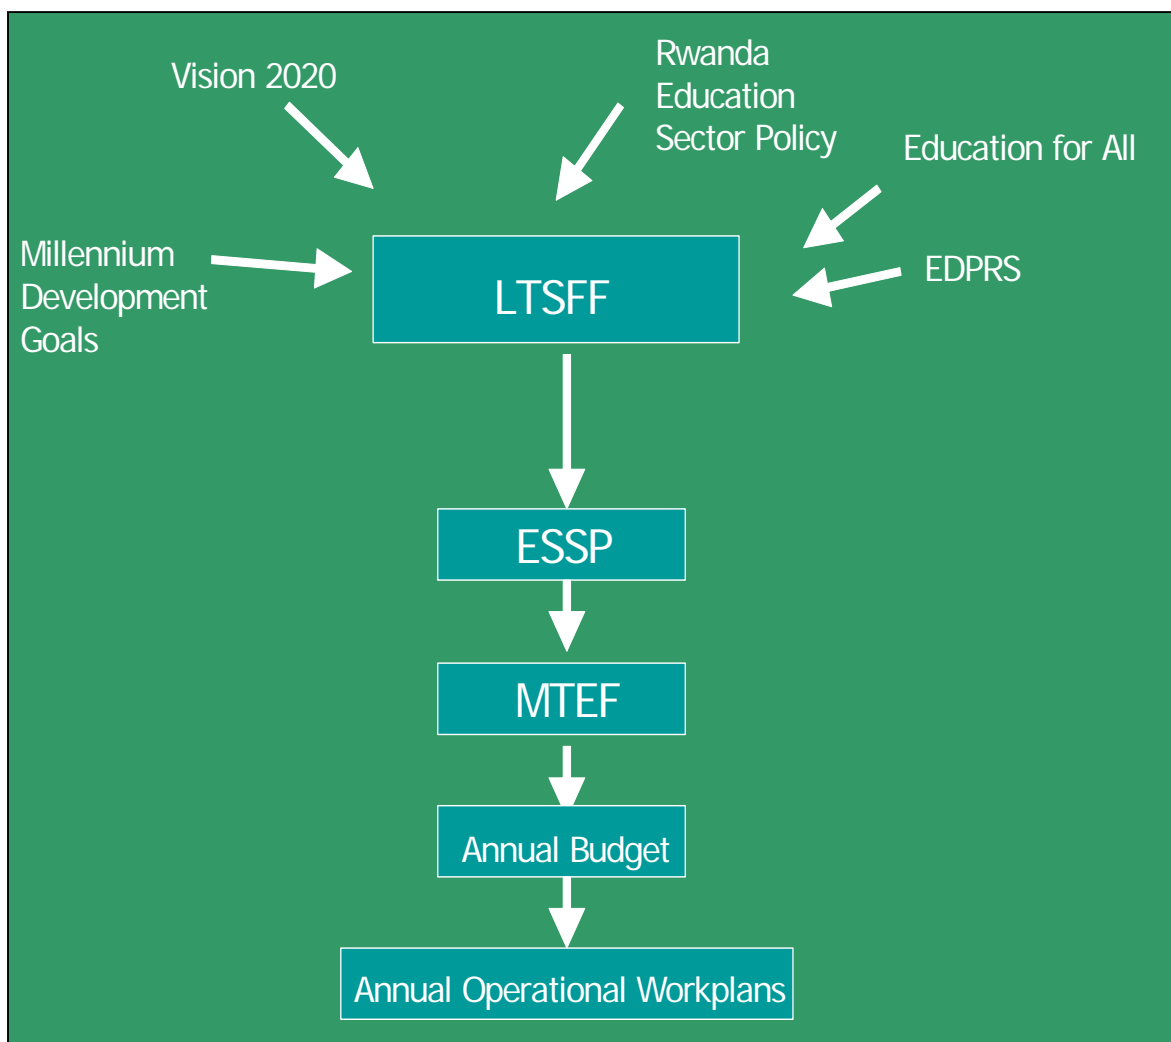 Vision 2020
Rwanda
Education
Sector Policy
Education for All
Millennium
Development
Goals
LTSFF
EDPRS
ESSP
MTEF
Annual Budget
Annual Operational Workplans